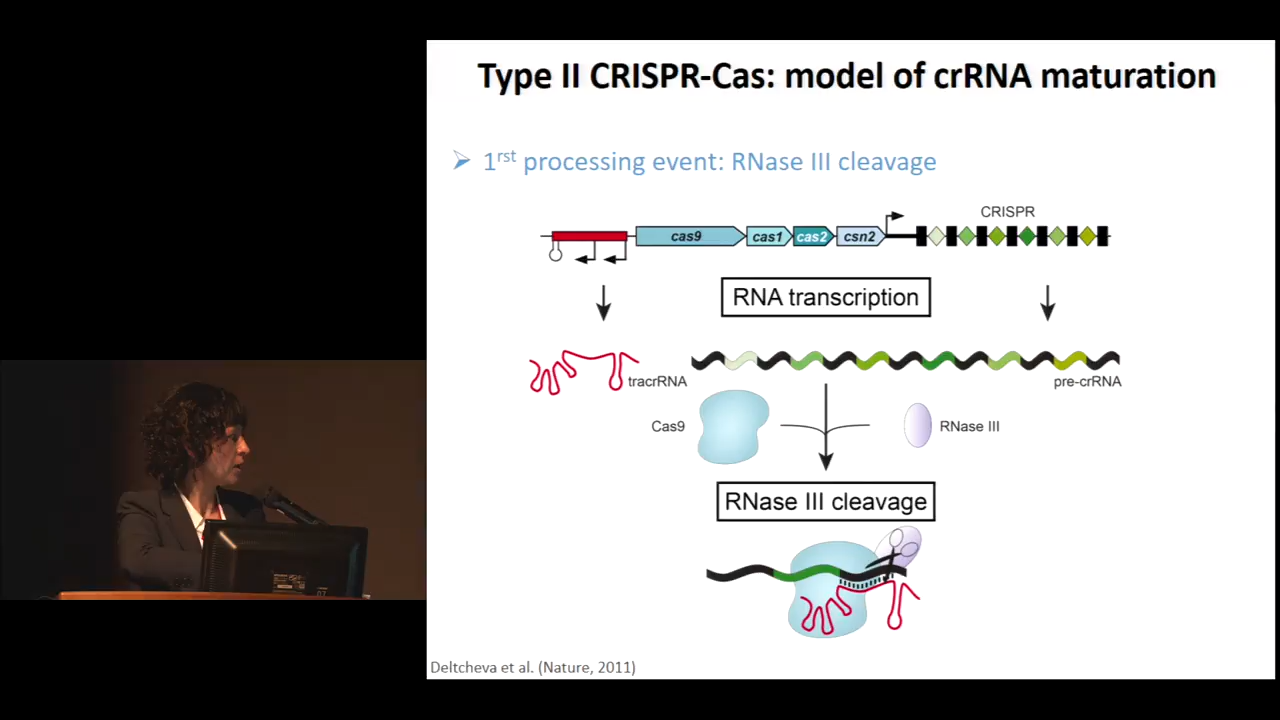 Type II CRISPR-Cas: model of crRNA maturation
➢ 1rst processing event: RNase III cleavage
CRISPR
cas9 cas1 cas2 csn2
RNA transcription
tracrRNA
pre-crRNA
Cas9
RNase III
RNase III cleavage
Deltcheva et al. (Nature, 2011)